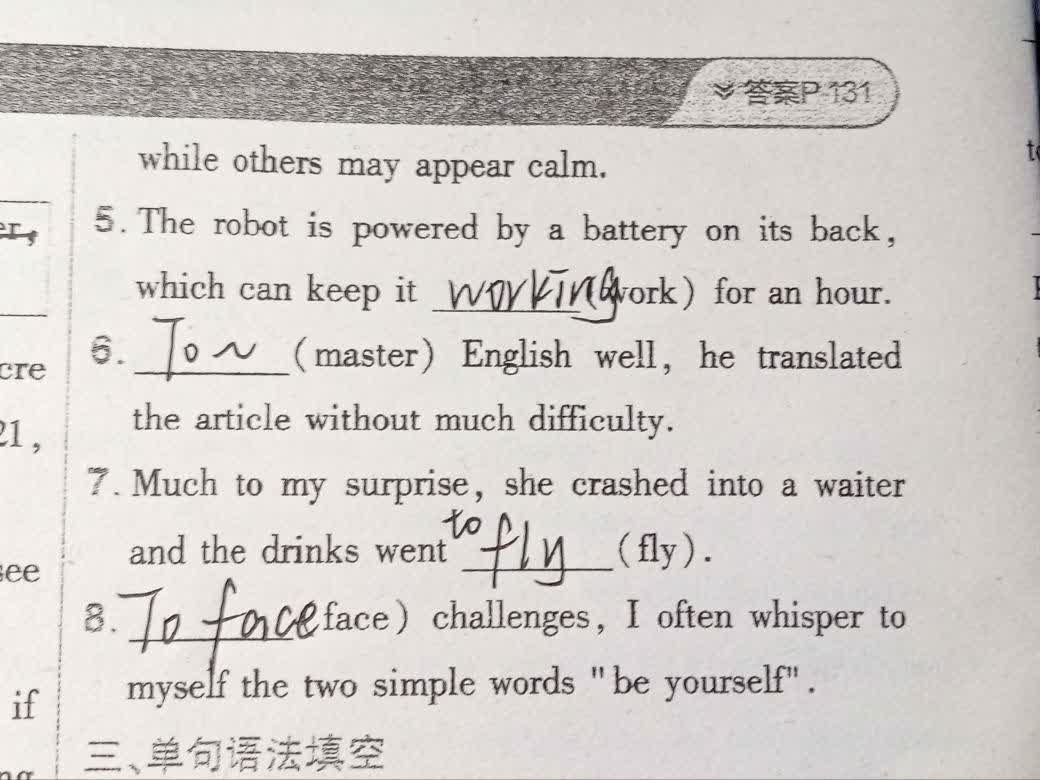 答案P-131
while others may appear calm.
er,
5. The robot is powered by a battery on its back,
which can keep it working work) for an hour.
6. To ~ (master) English well, he translated
cre
the article without much difficulty.
21,
7. Much to my surprise, she crashed into a waiter
and the drinks went to fly (fly).
see
8. To face face) challenges, I often whisper to
myself the two simple words "be yourself".
if
三、单句语法填空